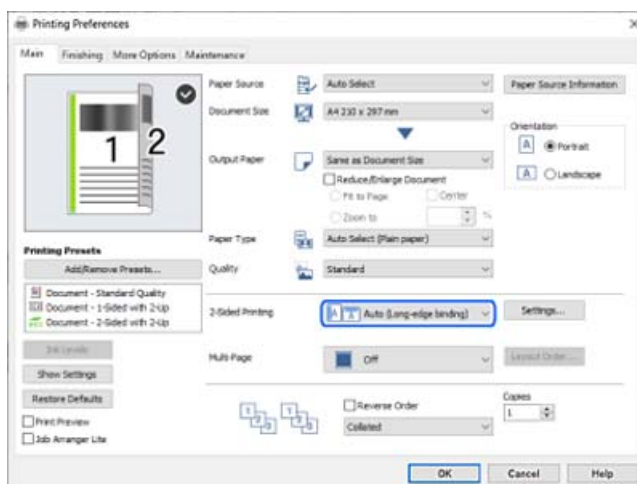 Printing Preferences
Main Finishing More Options Maintenance
1 2
Paper Source Auto Select Paper Source Information
Document Size A4 210 x 297 mm
Orientation
A Portrait
A Landscape
Output Paper Same as Document Size
Reduce/Enlarge Document
Fit to Page Center
Zoom to %
Paper Type Auto Select (Plain paper)
Quality Standard
Printing Presets
Add/Remove Presets...
Document - Standard Quality
Document - 1-Sided with 2-Up
Document - 2-Sided with 2-Up
2-Sided Printing Auto (Long-edge binding) Settings...
Ink Levels
Multi-Page Off Layout Order...
Show Settings
Restore Defaults
Print Preview
Job Arranger Lite
Reverse Order
Collated
Copies
1
OK Cancel Help